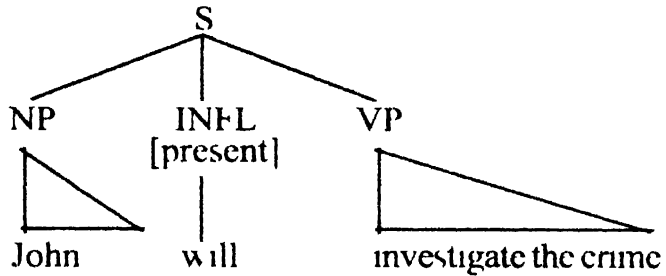 S
NP INFL VP
[present]
John will investigate the crime